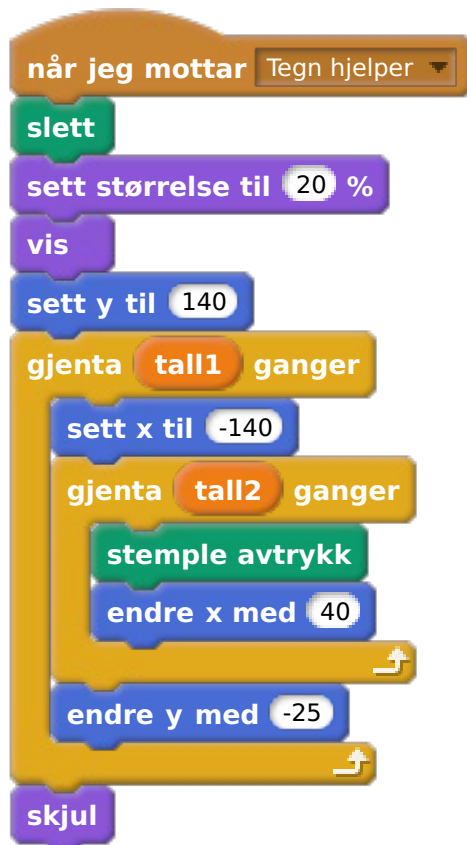 når jeg mottar Tegn hjelper
slett
sett størrelse til 20 %
vis
sett y til 140
gjenta tall1 ganger
sett x til -140
gjenta tall2 ganger
stemple avtrykk
endre x med 40
endre y med -25
skjul